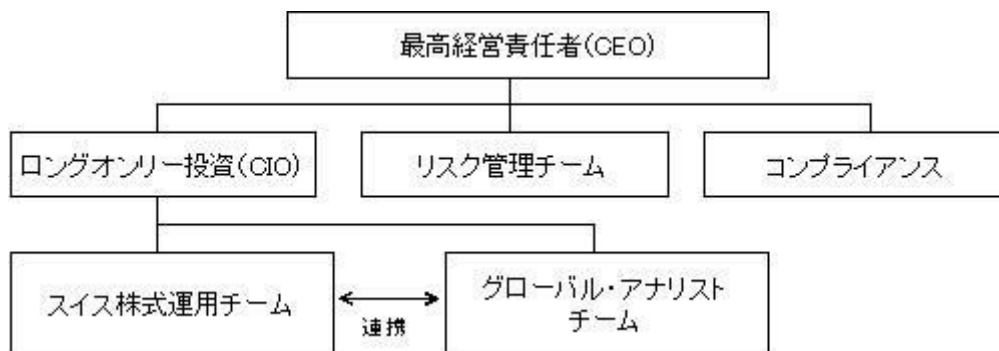 最高経営責任者(CEO)
ロングオンリー投資(CIO)
リスク管理チーム
コンプライアンス
スイス株式運用チーム
連携
グローバル・アナリスト
チーム